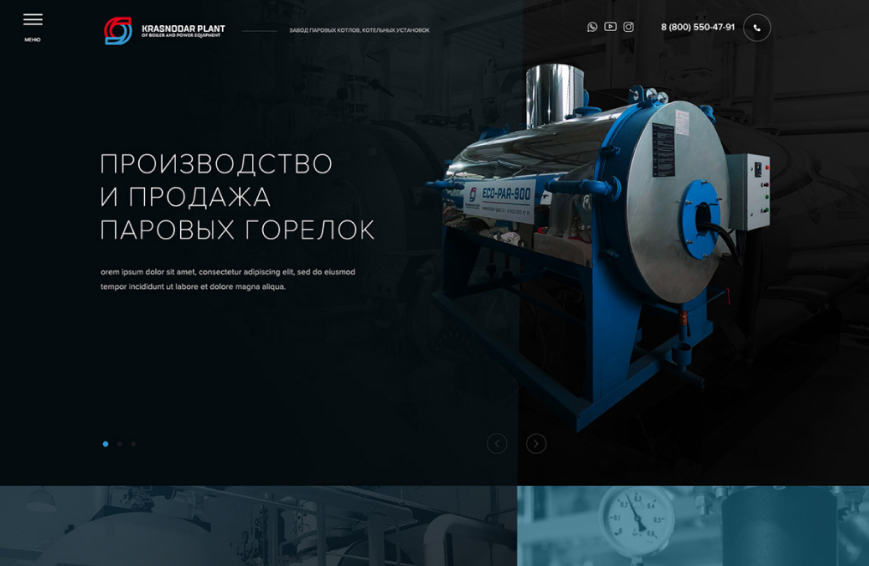 МЕНЮ
KRASNODAR PLANT
OF BOILER AND POWER EQUIPMENT
ЗАВОД ПАРОВЫХ КОТЛОВ, КОТЕЛЬНЫХ УСТАНОВОК
8 (800) 550-47-91
ПРОИЗВОДСТВО
И ПРОДАЖА
ПАРОВЫХ ГОРЕЛОК
orem ipsum dolor sit amet, consectetur adipiscing elit, sed do eiusmod
tempor incididunt ut labore et dolore magna aliqua.
ECO-PAR-900